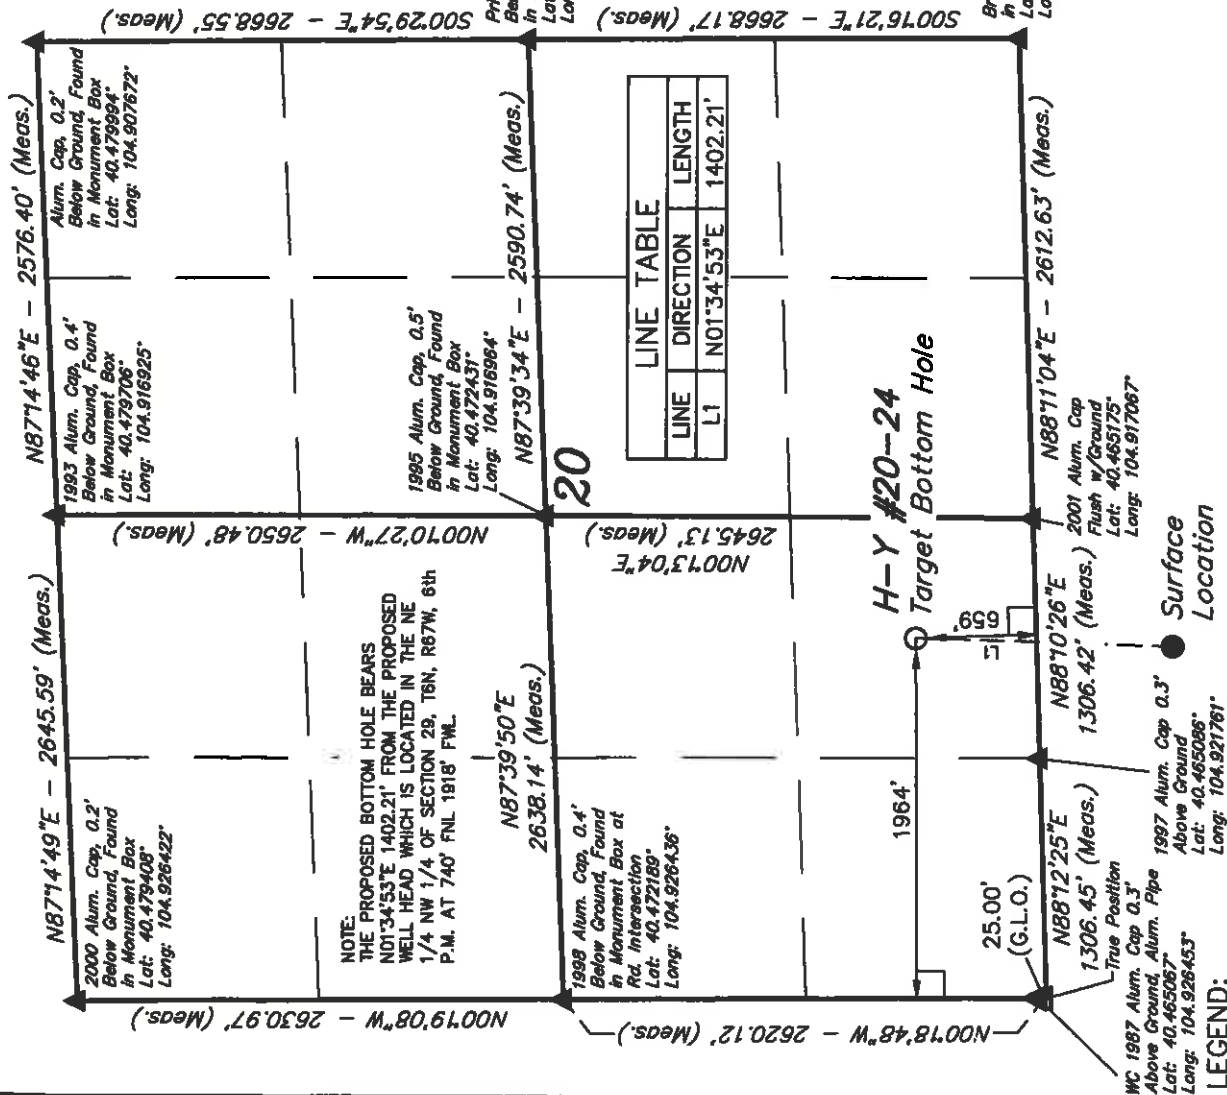 N87°14'49"E - 2645.59' (Meas.)
N87°14'46"E - 2576.40' (Meas.)
2000 Alum. Cap, 0.2'
Below Ground, Found
in Monument Box
Lat: 40.479408°
Long: 104.926422°
1993 Alum. Cap, 0.4'
Below Ground, Found
in Monument Box
Lat: 40.479706°
Long: 104.916925°
Alum. Cap, 0.2'
Below Ground, Found
in Monument Box
Lat: 40.479994°
Long: 104.907672°
N00°19'08"W - 2630.97' (Meas.)
N00°10'27"W - 2650.48' (Meas.)
S00°29'54"E - 2668.55' (Meas.)
NOTE:
THE PROPOSED BOTTOM HOLE BEARS
N01°34'53"E 1402.21' FROM THE PROPOSED
WELL HEAD WHICH IS LOCATED IN THE NE
1/4 NW 1/4 OF SECTION 29, T6N, R67W, 6th
P.M. AT 740' FNL 1918' FWL.
N87°39'50"E
2638.14' (Meas.)
N87°39'34"E - 2590.74' (Meas.)
1998 Alum. Cap, 0.4'
Below Ground, Found
in Monument Box at
Rd. Intersection
Lat: 40.472189°
Long: 104.926436°
1995 Alum. Cap, 0.5'
Below Ground, Found
in Monument Box
Lat: 40.472431°
Long: 104.916964°
20
N00°18'48"W - 2620.12' (Meas.)
N00°13'04"E
2645.13' (Meas.)
S00°16'21"E - 2668.17' (Meas.)
LINE TABLE
LINE DIRECTION LENGTH
L1 N01°34'53"E 1402.21'
H-Y #20-24
Target Bottom Hole
1964'
659'
L1
25.00'
(G.L.O.)
N88°12'25"E
1306.45' (Meas.)
True Position
N88°10'26"E
1306.42' (Meas.)
N88°11'04"E - 2612.63' (Meas.)
WC 1987 Alum. Cap 0.3'
Above Ground, Alum. Pipe
Lat: 40.465067°
Long: 104.926453°
1997 Alum. Cap 0.3'
Above Ground
Lat: 40.465086°
Long: 104.921761°
2001 Alum. Cap
Flush w/Ground
Lat: 40.465175°
Long: 104.917067°
Surface
Location
LEGEND: